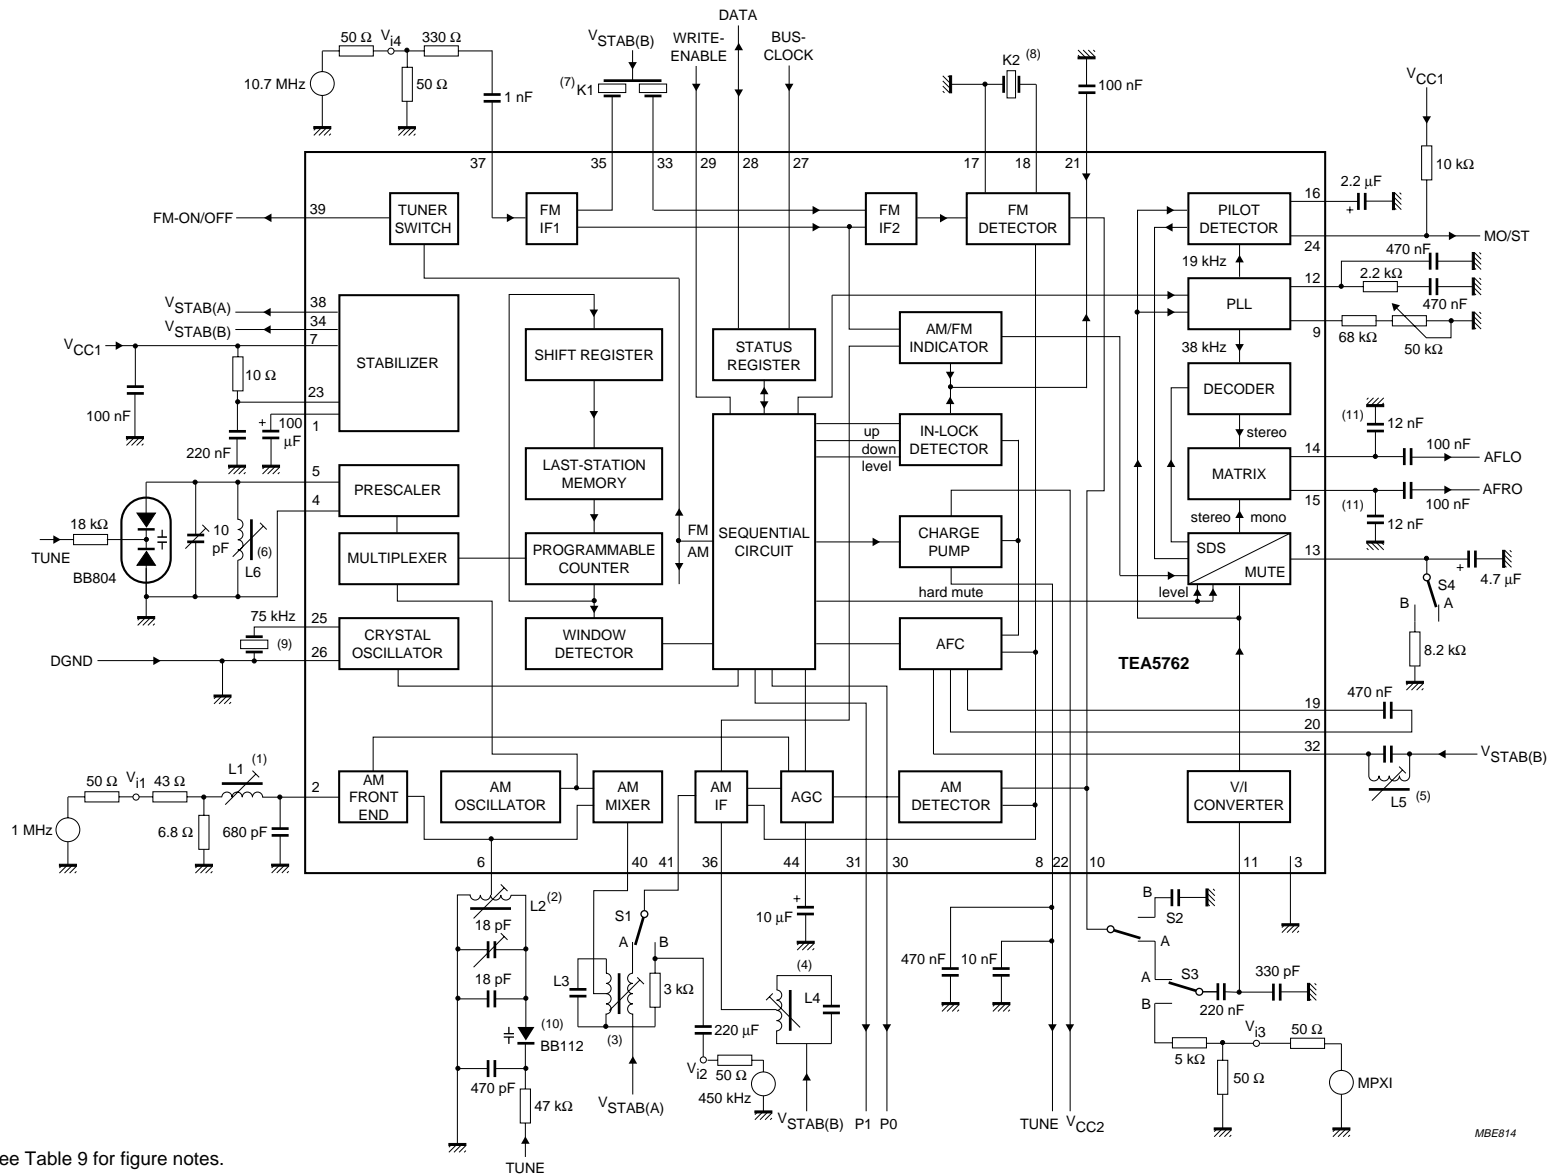 DATA
50 Ω
Vi4
330 Ω
VSTAB(B)
WRITE-
ENABLE
BUS-
CLOCK
10.7 MHz
50 Ω
1 nF
(7)
K1
K2
(8)
100 nF
VCC1
37
35
33
29
28
27
17
18
21
10 kΩ
FM-ON/OFF
39
TUNER
SWITCH
FM
IF1
FM
IF2
FM
DETECTOR
PILOT
DETECTOR
16
2.2 µF
+
24
MO/ST
19 kHz
470 nF
12
2.2 kΩ
470 nF
PLL
9
68 kΩ
50 kΩ
38 kHz
VSTAB(A)
38
VSTAB(B)
34
VCC1
7
10 Ω
23
100 nF
220 nF
+
100
µF
1
STABILIZER
SHIFT REGISTER
STATUS
REGISTER
AM/FM
INDICATOR
DECODER
stereo
(11)
12 nF
up
down
level
IN-LOCK
DETECTOR
MATRIX
14
100 nF
AFLO
15
AFRO
100 nF
(11)
12 nF
5
4
PRESCALER
LAST-STATION
MEMORY
SEQUENTIAL
CIRCUIT
CHARGE
PUMP
stereo
mono
18 kΩ
TUNE
BB804
10
pF
(6)
L6
MULTIPLEXER
PROGRAMMABLE
COUNTER
FM
AM
SDS
MUTE
13
+
4.7 µF
S4
B
A
8.2 kΩ
hard mute
level
75 kHz
25
(9)
26
DGND
CRYSTAL
OSCILLATOR
WINDOW
DETECTOR
AFC
TEA5762
470 nF
19
20
32
VSTAB(B)
L5
(5)
50 Ω
Vi1
43 Ω
L1
(1)
2
1 MHz
6.8 Ω
680 pF
AM
FRONT
END
AM
OSCILLATOR
AM
MIXER
AM
IF
AGC
AM
DETECTOR
V/I
CONVERTER
6
40
41
36
44
31
30
8
22
10
11
3
L2
(2)
18 pF
18 pF
(10)
BB112
470 pF
47 kΩ
TUNE
S1
A
B
L3
(3)
3 kΩ
220 µF
VSTAB(A)
Vi2
50 Ω
450 kHz
+
10 µF
(4)
L4
VSTAB(B)
P1
P0
470 nF
10 nF
TUNE
VCC2
B
S2
A
A
S3
B
220 nF
330 pF
5 kΩ
Vi3
50 Ω
50 Ω
MPXI
MBE814
ee Table 9 for figure notes.